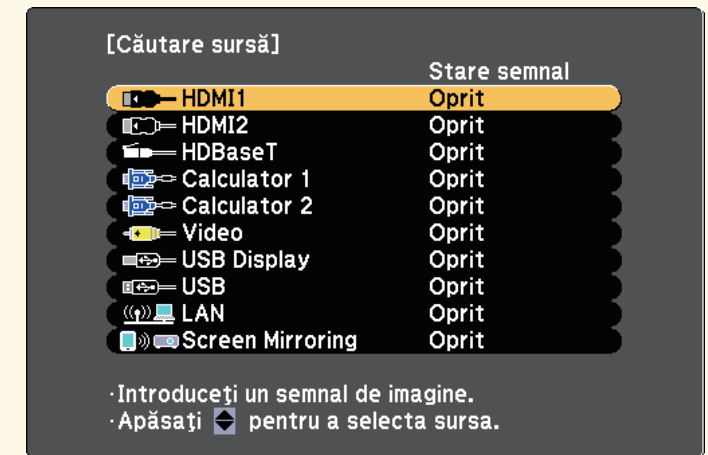 [Căutare sursă]
Stare semnal
HDMI1 Oprit
HDMI2 Oprit
HDBaseT Oprit
Calculator 1 Oprit
Calculator 2 Oprit
Video Oprit
USB Display Oprit
USB Oprit
LAN Oprit
Screen Mirroring Oprit
·Introduceţi un semnal de imagine.
·Apăsaţi pentru a selecta sursa.